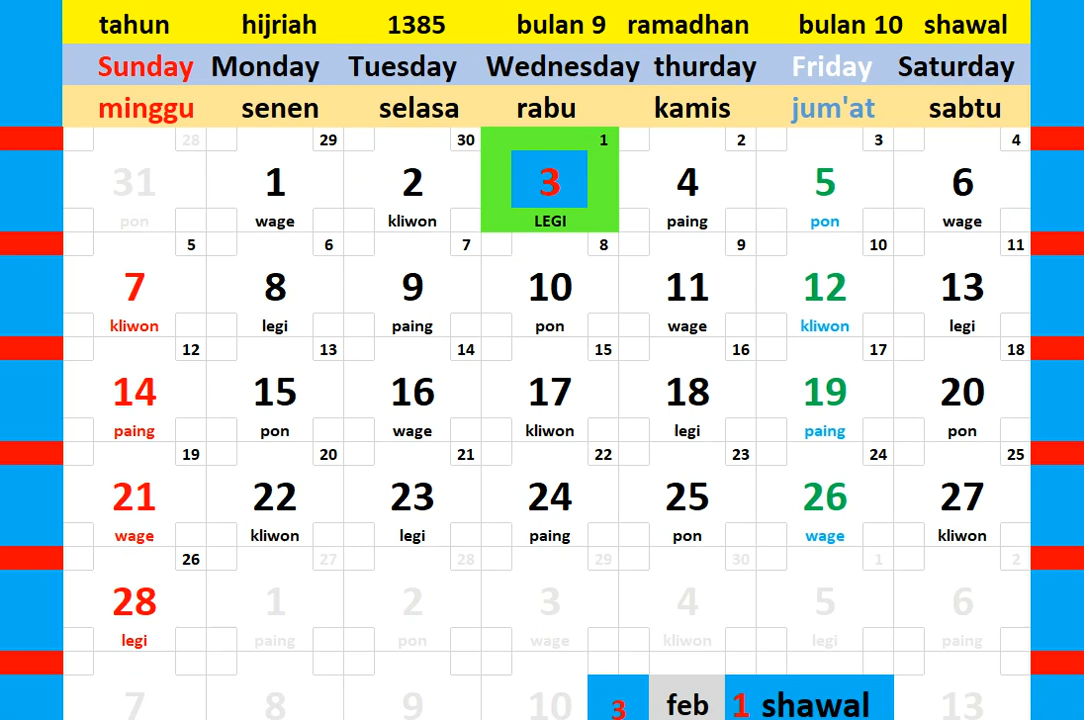 tahun hijriah 1385 bulan 9 ramadhan bulan 10 shawal
Sunday Monday Tuesday Wednesday thurday Friday Saturday
minggu senen selasa rabu kamis jum'at sabtu
28 29 30 1 2 3 4
31 1 2 3 4 5 6
pon wage kliwon LEGI paing pon wage
5 6 7 8 9 10 11
7 8 9 10 11 12 13
kliwon legi paing pon wage kliwon legi
12 13 14 15 16 17 18
14 15 16 17 18 19 20
paing pon wage kliwon legi paing pon
19 20 21 22 23 24 25
21 22 23 24 25 26 27
wage kliwon legi paing pon wage kliwon
26 27 28 29 30 1 2
28 1 2 3 4 5 6
legi paing pon wage kliwon legi paing
7 8 9 10 3 feb 1 shawal 13